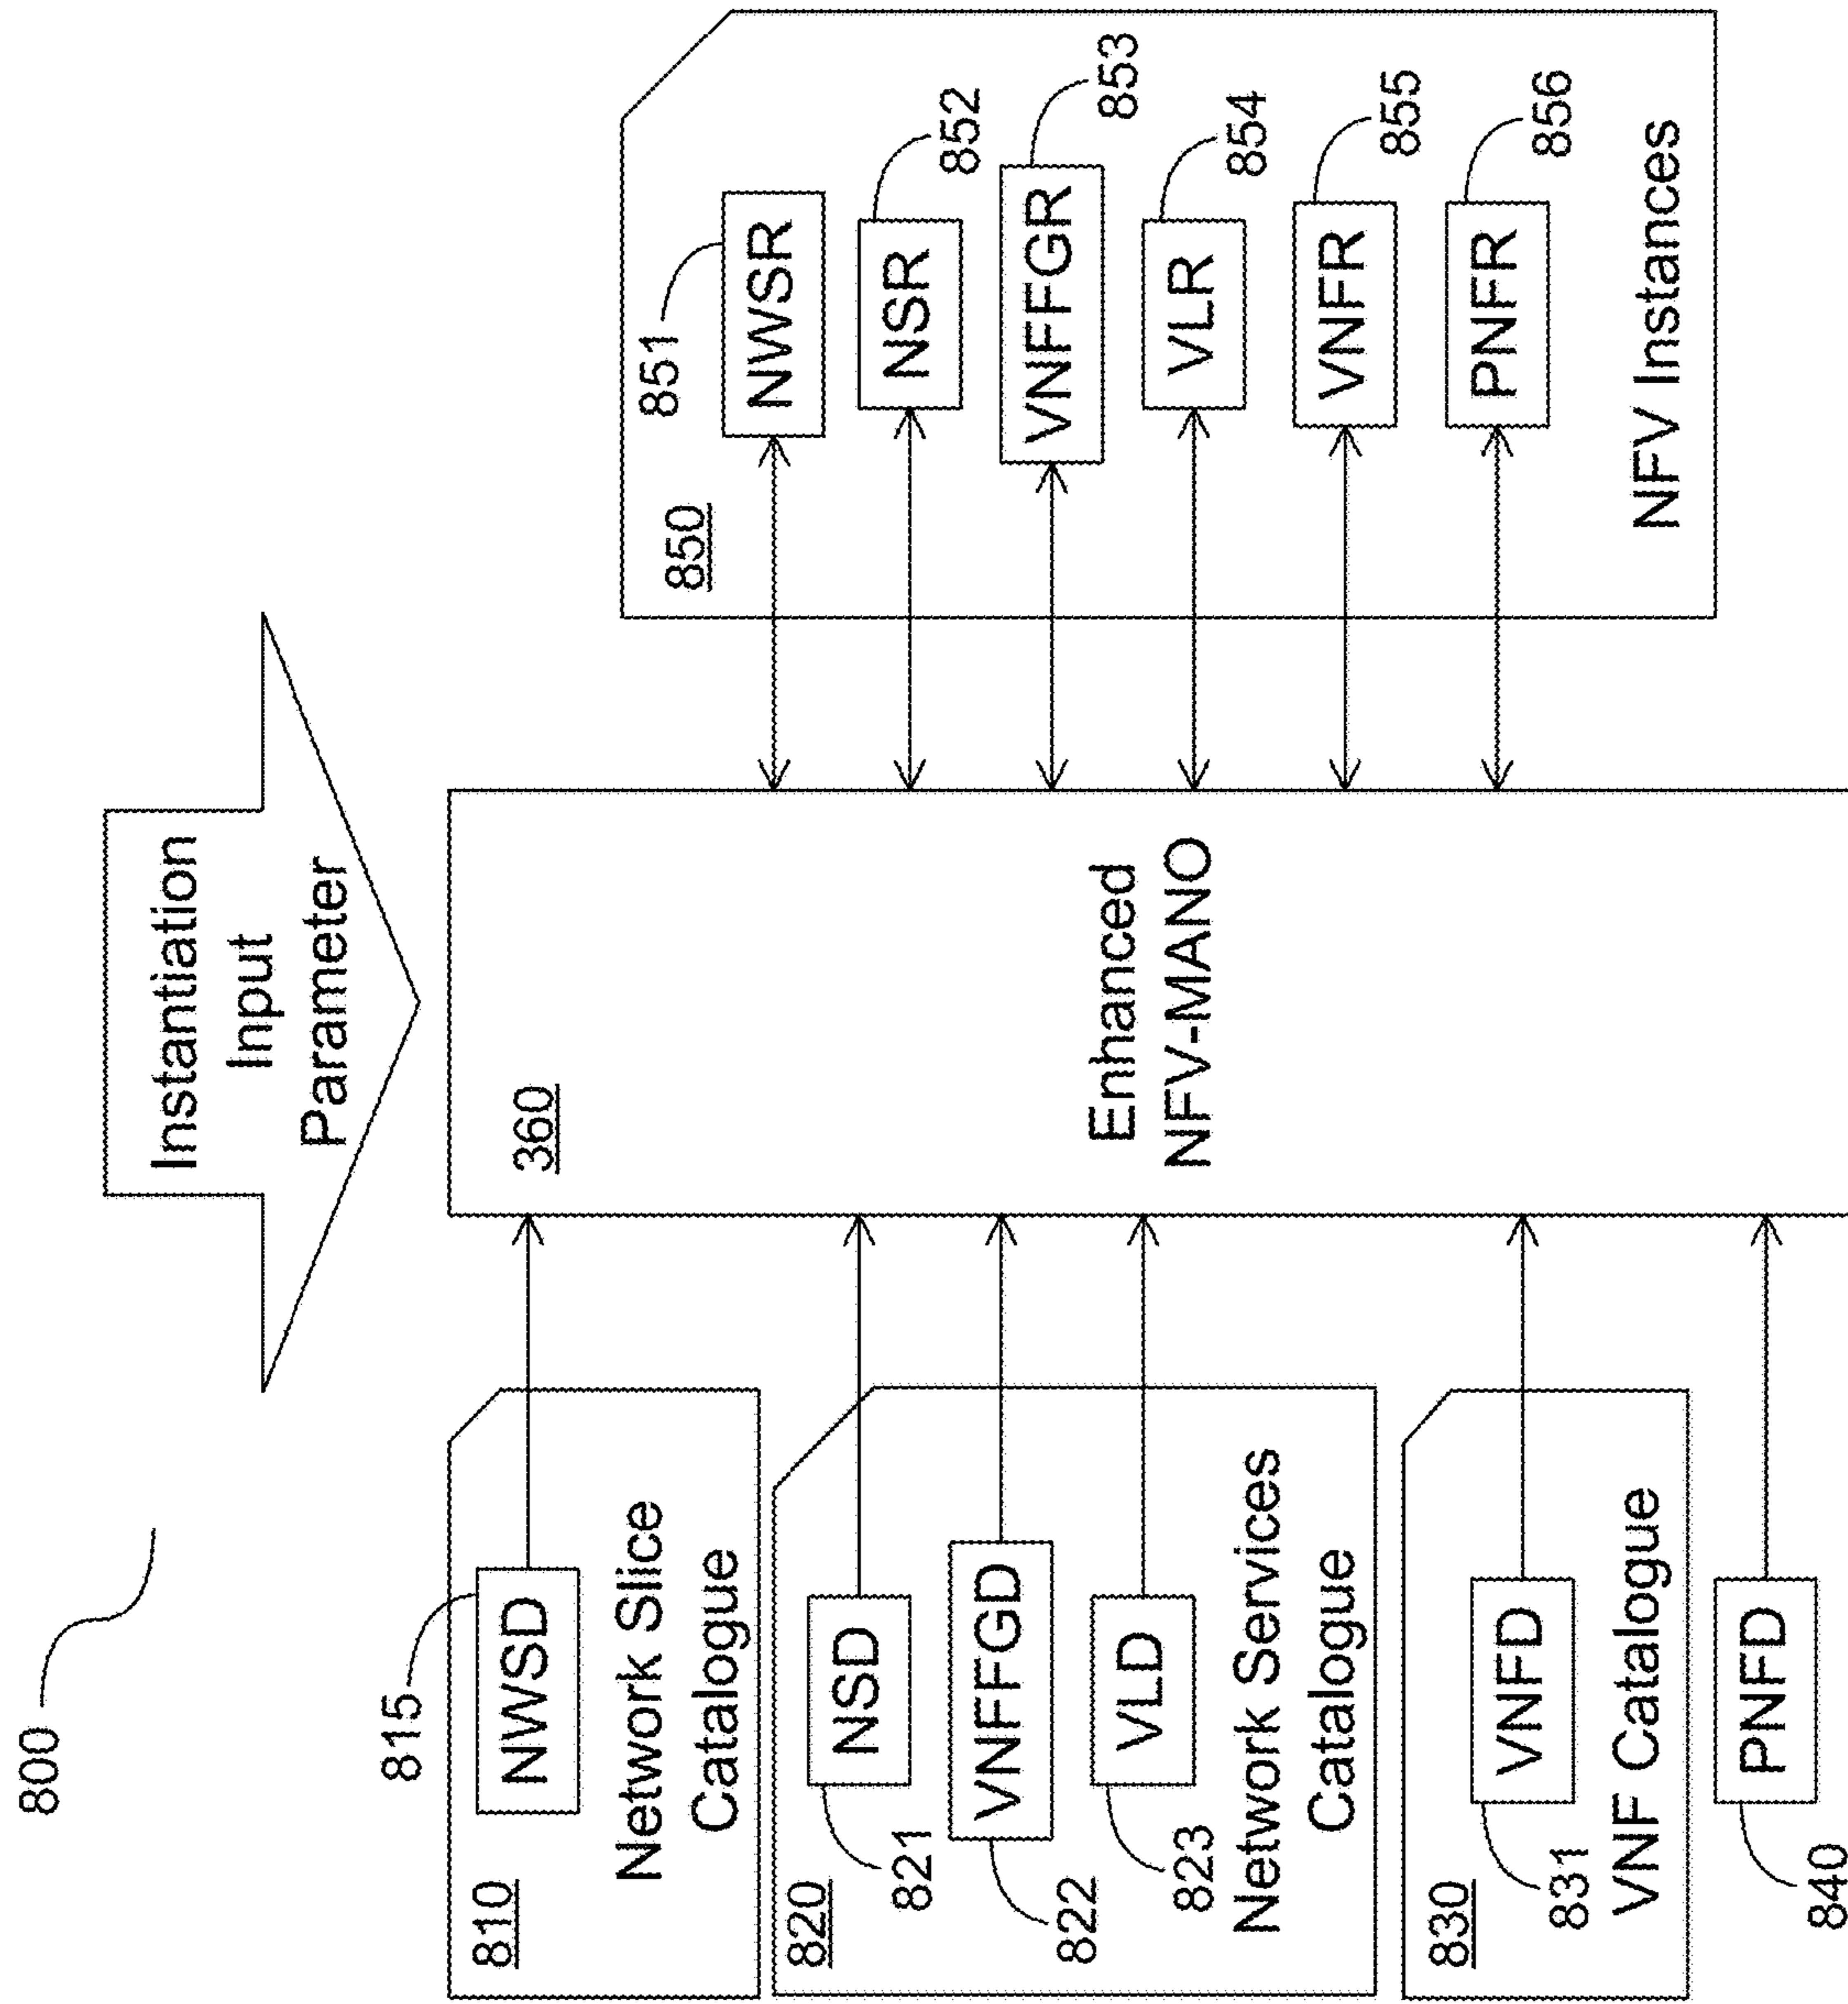 800
Instantiation
Input
Parameter
810
815
NWSD
Network Slice
Catalogue
820
NSD
821
VNFFGD
822
VLD
823
Network Services
Catalogue
830
VNFD
831
VNF Catalogue
PNFD
840
360
Enhanced
NFV-MANO
850
851
NWSR
NSR
852
VNFFGR
853
VLR
854
VNFR
855
PNFR
856
NFV Instances